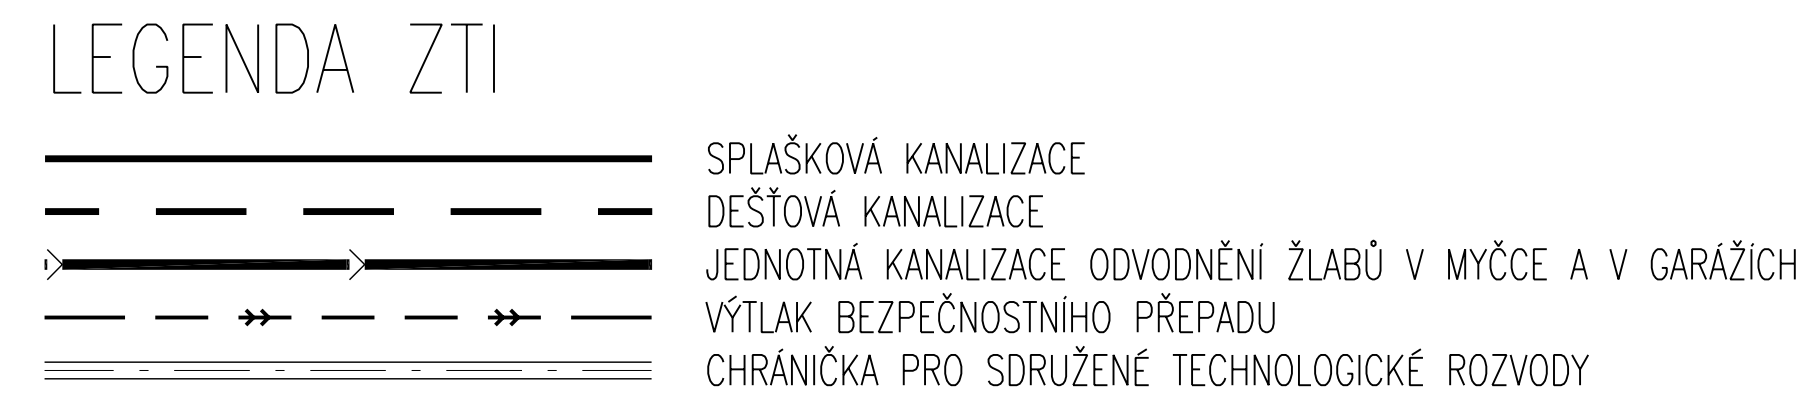 LEGENDA ZTI
SPLAŠKOVÁ KANALIZACE
DEŠŤOVÁ KANALIZACE
JEDNOTNÁ KANALIZACE ODVODNĚNÍ ŽLABŮ V MYČCE A V GARÁŽÍCH
VÝTLAK BEZPEČNOSTNÍHO PŘEPADU
CHRÁNIČKA PRO SDRUŽENÉ TECHNOLOGICKÉ ROZVODY